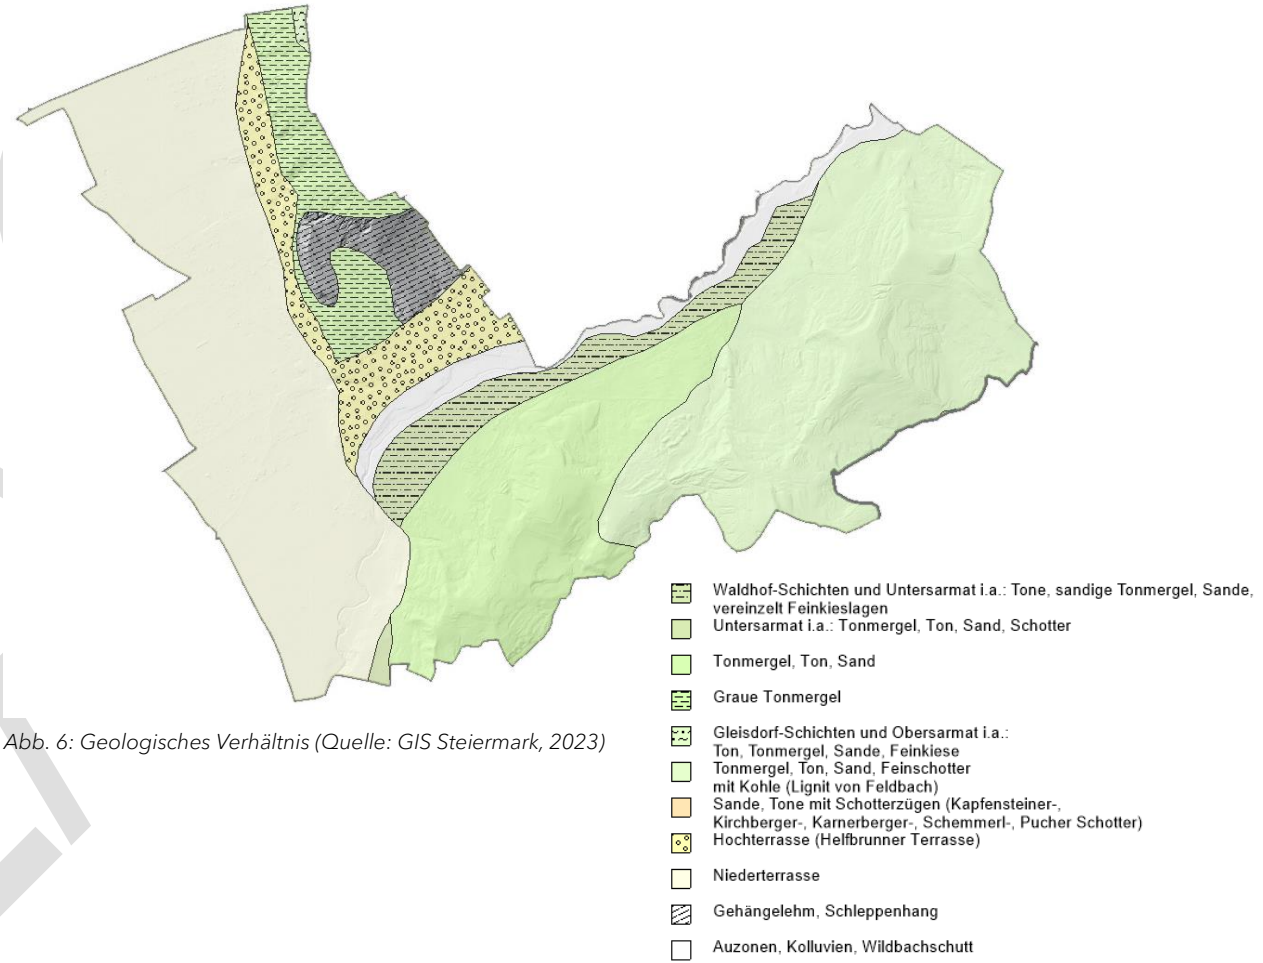 Waldhof-Schichten und Untersarmat i.a.: Tone, sandige Tonmergel, Sande,
vereinzelt Feinkieslagen
Untersarmat i.a.: Tonmergel, Ton, Sand, Schotter
Tonmergel, Ton, Sand
Graue Tonmergel
Gleisdorf-Schichten und Obersarmat i.a.:
Ton, Tonmergel, Sande, Feinkiese
Tonmergel, Ton, Sand, Feinschotter
mit Kohle (Lignit von Feldbach)
Sande, Tone mit Schotterzügen (Kapfensteiner-,
Kirchberger-, Karnerberger-, Schemmerl-, Pucher Schotter)
Hochterrasse (Helfbrunner Terrasse)
Niederterrasse
Gehängelehm, Schleppenhang
Auzonen, Kolluvien, Wildbachschutt
Abb. 6: Geologisches Verhältnis (Quelle: GIS Steiermark, 2023)